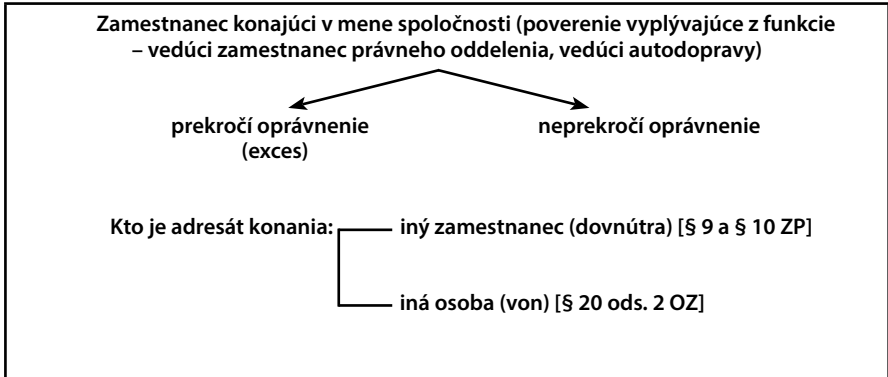 Zamestnanec konajúci v mene spoločnosti (poverenie vyplývajúce z funkcie
– vedúci zamestnanec právneho oddelenia, vedúci autodopravy)
prekročí oprávnenie neprekročí oprávnenie
(exces)
Kto je adresát konania: iný zamestnanec (dovnútra) [§ 9 a § 10 ZP]
iná osoba (von) [§ 20 ods. 2 OZ]